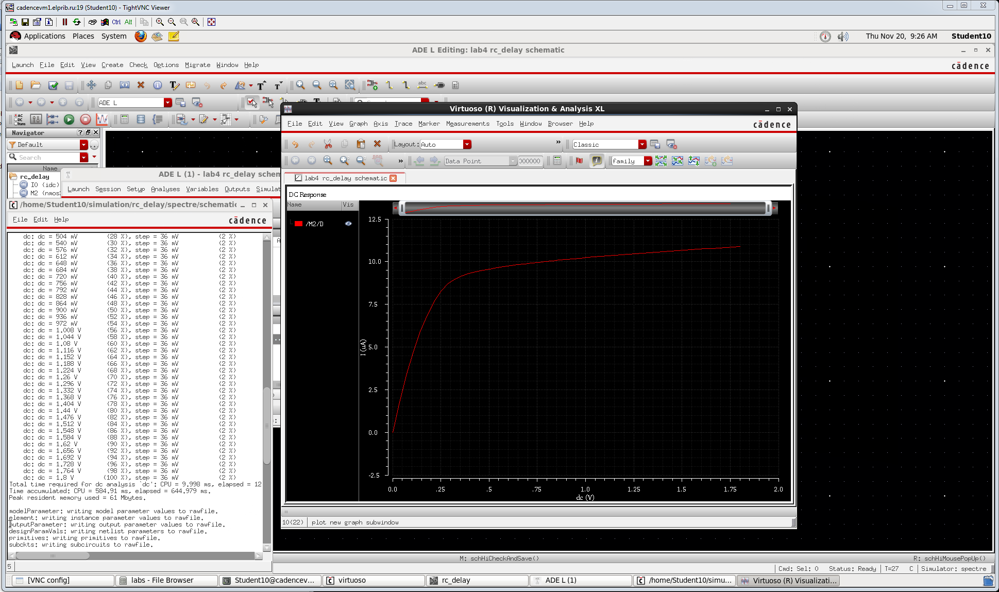 cadencevm1.elprib.ru:19 (Student10) - TightVNC Viewer
Ctrl Alt
Applications Places System
Thu Nov 20, 9:26 AM Student10
ADE L Editing: lab4 rc_delay schematic
Launch File Edit View Create Check Options Migrate Window Help
cādence
ADE L
Navigator
Default
Search
Name
rc_delay
IO (idc)
M2 (nmos
ADE L (1) - lab4 rc_delay schem
Launch Session Setup Analyses Variables Outputs Simulat
/home/Student10/simulation/rc_delay/spectre/schematic
File Edit Help
cādence
dc: dc = 504 mV (28 %), step = 36 mV (2 %)
dc: dc = 540 mV (30 %), step = 36 mV (2 %)
dc: dc = 576 mV (32 %), step = 36 mV (2 %)
dc: dc = 612 mV (34 %), step = 36 mV (2 %)
dc: dc = 648 mV (36 %), step = 36 mV (2 %)
dc: dc = 684 mV (38 %), step = 36 mV (2 %)
dc: dc = 720 mV (40 %), step = 36 mV (2 %)
dc: dc = 756 mV (42 %), step = 36 mV (2 %)
dc: dc = 792 mV (44 %), step = 36 mV (2 %)
dc: dc = 828 mV (46 %), step = 36 mV (2 %)
dc: dc = 864 mV (48 %), step = 36 mV (2 %)
dc: dc = 900 mV (50 %), step = 36 mV (2 %)
dc: dc = 936 mV (52 %), step = 36 mV (2 %)
dc: dc = 972 mV (54 %), step = 36 mV (2 %)
dc: dc = 1.008 V (56 %), step = 36 mV (2 %)
dc: dc = 1.044 V (58 %), step = 36 mV (2 %)
dc: dc = 1.08 V (60 %), step = 36 mV (2 %)
dc: dc = 1.116 V (62 %), step = 36 mV (2 %)
dc: dc = 1.152 V (64 %), step = 36 mV (2 %)
dc: dc = 1.188 V (66 %), step = 36 mV (2 %)
dc: dc = 1.224 V (68 %), step = 36 mV (2 %)
dc: dc = 1.26 V (70 %), step = 36 mV (2 %)
dc: dc = 1.296 V (72 %), step = 36 mV (2 %)
dc: dc = 1.332 V (74 %), step = 36 mV (2 %)
dc: dc = 1.368 V (76 %), step = 36 mV (2 %)
dc: dc = 1.404 V (78 %), step = 36 mV (2 %)
dc: dc = 1.44 V (80 %), step = 36 mV (2 %)
dc: dc = 1.476 V (82 %), step = 36 mV (2 %)
dc: dc = 1.512 V (84 %), step = 36 mV (2 %)
dc: dc = 1.548 V (86 %), step = 36 mV (2 %)
dc: dc = 1.584 V (88 %), step = 36 mV (2 %)
dc: dc = 1.62 V (90 %), step = 36 mV (2 %)
dc: dc = 1.656 V (92 %), step = 36 mV (2 %)
dc: dc = 1.692 V (94 %), step = 36 mV (2 %)
dc: dc = 1.728 V (96 %), step = 36 mV (2 %)
dc: dc = 1.764 V (98 %), step = 36 mV (2 %)
dc: dc = 1.8 V (100 %), step = 36 mV (2 %)
Total time required for dc analysis `dc': CPU = 9.998 ms, elapsed = 12
Time accumulated: CPU = 584.91 ms, elapsed = 644.979 ms.
Peak resident memory used = 61 Mbytes.
modelParameter: writing model parameter values to rawfile.
element: writing instance parameter values to rawfile.
outputParameter: writing output parameter values to rawfile.
designParamVals: writing netlist parameters to rawfile.
primitives: writing primitives to rawfile.
subckts: writing subcircuits to rawfile.
5
Virtuoso (R) Visualization & Analysis XL
File Edit View Graph Axis Trace Marker Measurements Tools Window Browser Help
cādence
Layout: Auto
Classic
Data Point
000000
family
lab4 rc_delay schematic
DC Response
Name Vis
/M2/D
12.5
10.0
7.5
5.0
2.5
0.0
-2.5
I (uA)
0.0 .25 .5 .75 1.0 1.25 1.5 1.75 2.0
dc (V)
10(22) plot new graph subwindow
M: schHiCheckAndSave()
R: schHiMousePopUp()
Cmd: Sel: 0 Status: Ready T=27 C Simulator: spectre
[VNC config]
labs - File Browser
Student10@cadencev...
virtuoso
rc_delay
ADE L (1)
/home/Student10/simu...
Virtuoso (R) Visualizati...